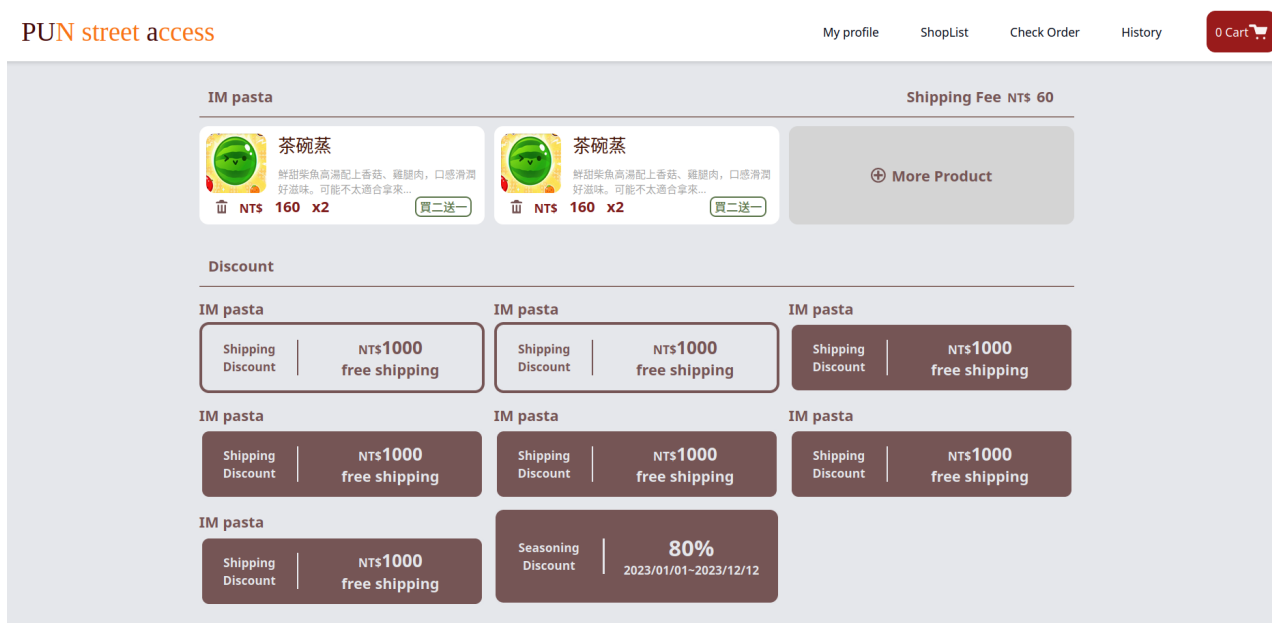 PUN street access
My profile ShopList Check Order History 0 Cart
IM pasta Shipping Fee NT$ 60
茶碗蒸
鮮甜柴魚高湯配上香菇、雞腿肉，口感滑潤
好滋味。可能不太適合拿來...
NT$ 160 x2 買二送一
茶碗蒸
鮮甜柴魚高湯配上香菇、雞腿肉，口感滑潤
好滋味。可能不太適合拿來...
NT$ 160 x2 買二送一
More Product
Discount
IM pasta
Shipping
Discount
NT$1000
free shipping
IM pasta
Shipping
Discount
NT$1000
free shipping
IM pasta
Shipping
Discount
NT$1000
free shipping
IM pasta
Shipping
Discount
NT$1000
free shipping
IM pasta
Shipping
Discount
NT$1000
free shipping
IM pasta
Shipping
Discount
NT$1000
free shipping
IM pasta
Shipping
Discount
NT$1000
free shipping
Seasoning
Discount
80%
2023/01/01~2023/12/12